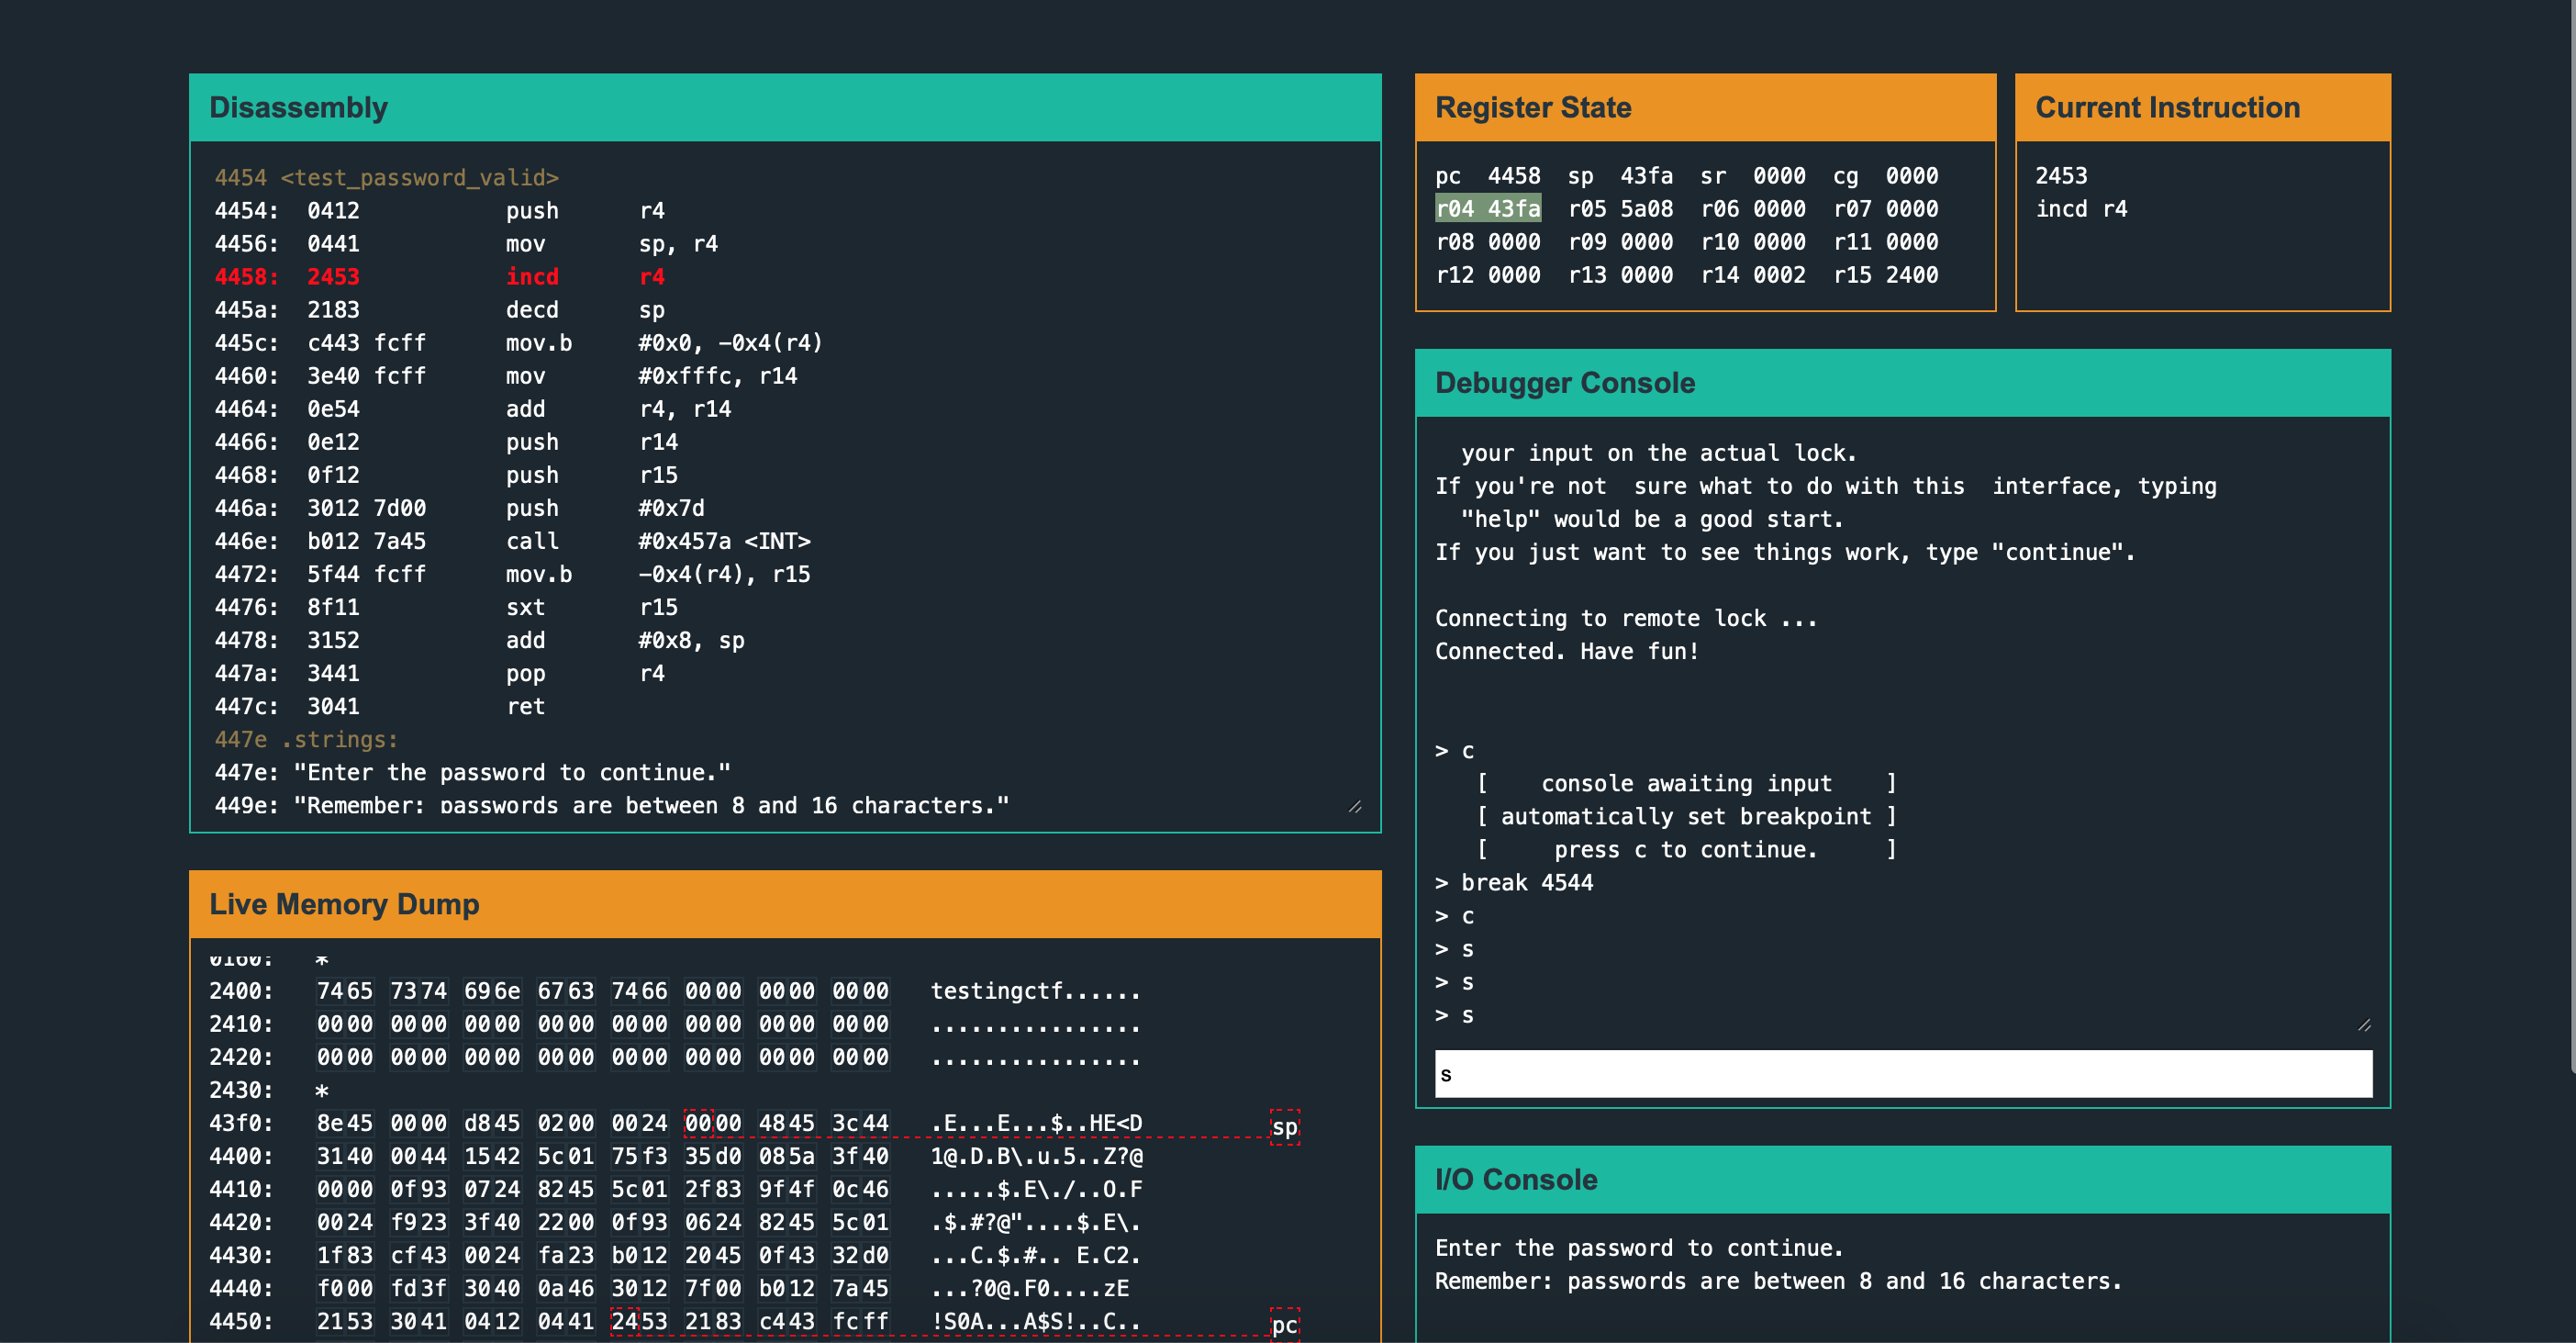 Disassembly
4454 <test_password_valid>
4454: 0412 push r4
4456: 0441 mov sp, r4
4458: 2453 incd r4
445a: 2183 decd sp
445c: c443 fcff mov.b #0x0, -0x4(r4)
4460: 3e40 fcff mov #0xfffc, r14
4464: 0e54 add r4, r14
4466: 0e12 push r14
4468: 0f12 push r15
446a: 3012 7d00 push #0x7d
446e: b012 7a45 call #0x457a <INT>
4472: 5f44 fcff mov.b -0x4(r4), r15
4476: 8f11 sxt r15
4478: 3152 add #0x8, sp
447a: 3441 pop r4
447c: 3041 ret
447e .strings:
447e: "Enter the password to continue."
449e: "Remember: passwords are between 8 and 16 characters."
Live Memory Dump
0160: *
2400: 7465 7374 696e 6763 7466 0000 0000 0000 testingctf......
2410: 0000 0000 0000 0000 0000 0000 0000 0000 ................
2420: 0000 0000 0000 0000 0000 0000 0000 0000 ................
2430: *
43f0: 8e45 0000 d845 0200 0024 0000 4845 3c44 .E...E...$..HE<D sp
4400: 3140 0044 1542 5c01 75f3 35d0 085a 3f40 1@.D.B\.u.5..Z?@
4410: 0000 0f93 0724 8245 5c01 2f83 9f4f 0c46 .....$.E\./..O.F
4420: 0024 f923 3f40 2200 0f93 0624 8245 5c01 .$.#?@"....$.E\.
4430: 1f83 cf43 0024 fa23 b012 2045 0f43 32d0 ...C.$.#.. E.C2.
4440: f000 fd3f 3040 0a46 3012 7f00 b012 7a45 ...?0@.F0....zE
4450: 2153 3041 0412 0441 2453 2183 c443 fcff !S0A...A$S!..C.. pc
Register State
pc 4458 sp 43fa sr 0000 cg 0000
r04 43fa r05 5a08 r06 0000 r07 0000
r08 0000 r09 0000 r10 0000 r11 0000
r12 0000 r13 0000 r14 0002 r15 2400
Current Instruction
2453
incd r4
Debugger Console
your input on the actual lock.
If you're not sure what to do with this interface, typing
"help" would be a good start.
If you just want to see things work, type "continue".
Connecting to remote lock ...
Connected. Have fun!
> c
[ console awaiting input ]
[ automatically set breakpoint ]
[ press c to continue. ]
> break 4544
> c
> s
> s
> s
s
I/O Console
Enter the password to continue.
Remember: passwords are between 8 and 16 characters.